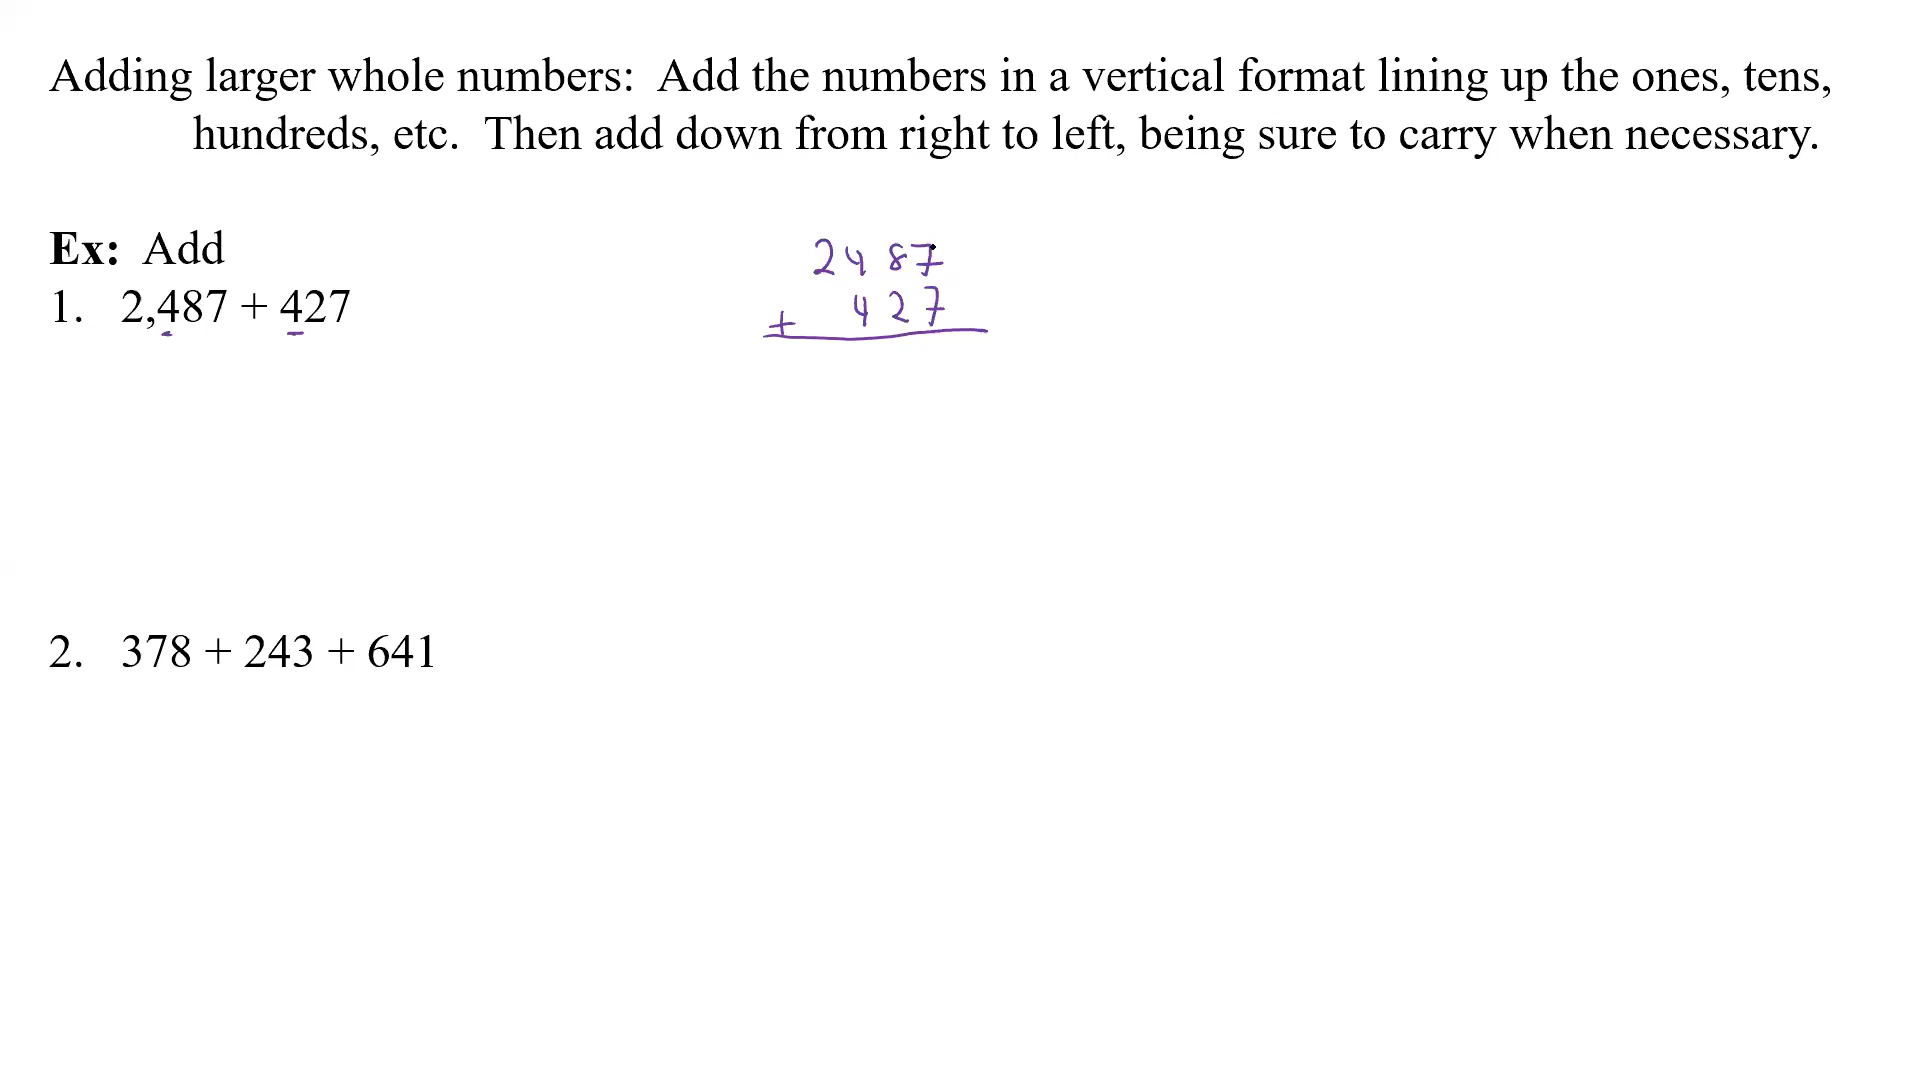 Adding larger whole numbers: Add the numbers in a vertical format lining up the ones, tens,
hundreds, etc. Then add down from right to left, being sure to carry when necessary.
Ex: Add
1. 2,487 + 427
2487
+ 427
2. 378 + 243 + 641